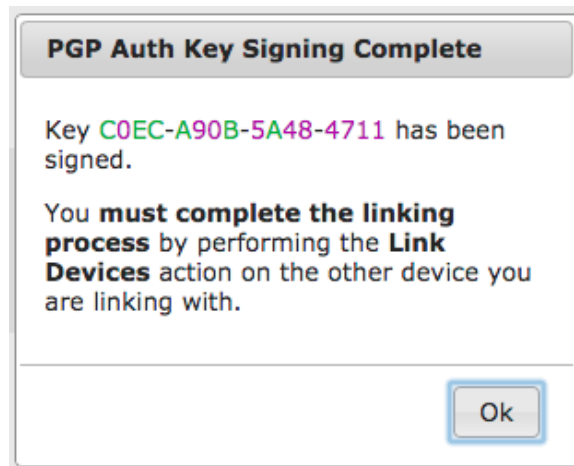 PGP Auth Key Signing Complete
Key C0EC-A90B-5A48-4711 has been
signed.
You must complete the linking
process by performing the Link
Devices action on the other device you
are linking with.
Ok